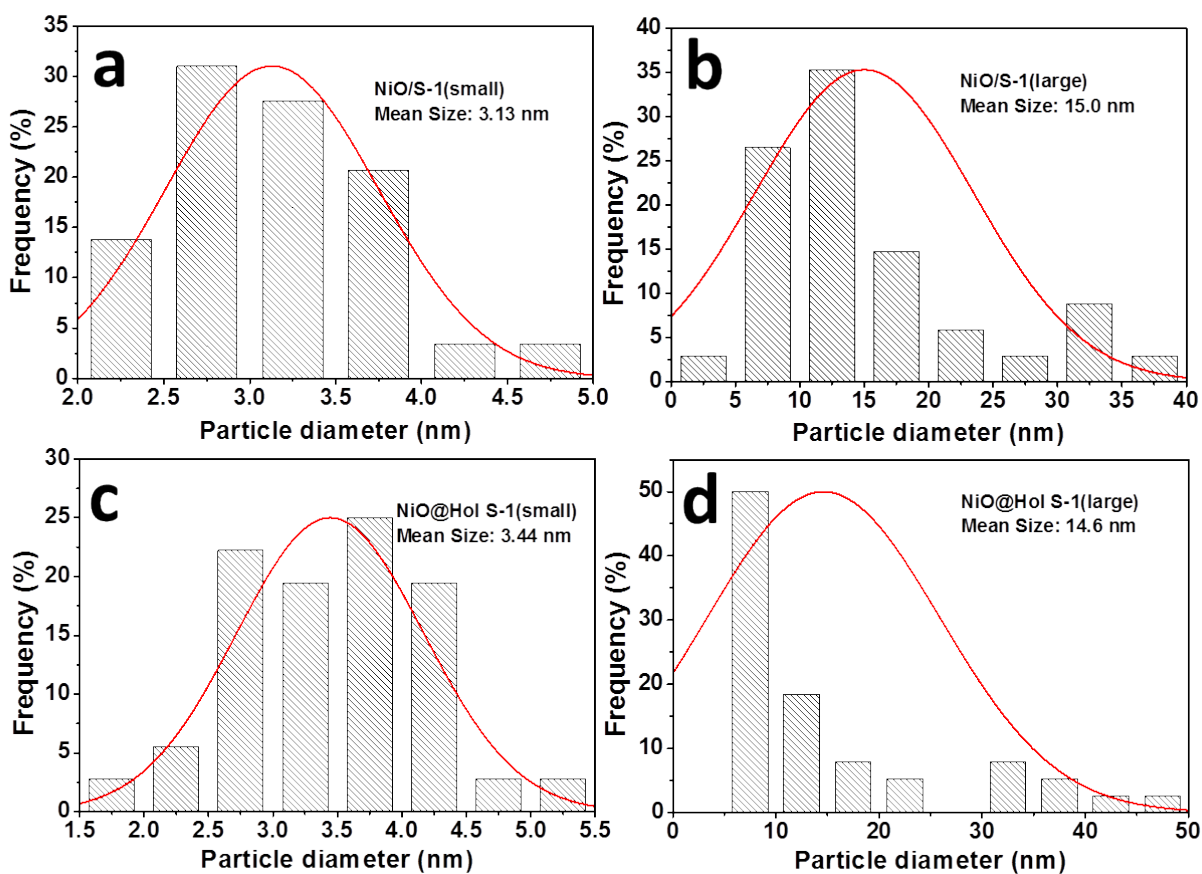 a
NiO/S-1(small)
Mean Size: 3.13 nm
Frequency (%)
35
30
25
20
15
10
5
0
2.0 2.5 3.0 3.5 4.0 4.5 5.0
Particle diameter (nm)
b
NiO/S-1(large)
Mean Size: 15.0 nm
Frequency (%)
40
35
30
25
20
15
10
5
0
0 5 10 15 20 25 30 35 40
Particle diameter (nm)
c
NiO@Hol S-1(small)
Mean Size: 3.44 nm
Frequency (%)
30
25
20
15
10
5
0
1.5 2.0 2.5 3.0 3.5 4.0 4.5 5.0 5.5
Particle diameter (nm)
d
NiO@Hol S-1(large)
Mean Size: 14.6 nm
Frequency (%)
50
40
30
20
10
0
0 10 20 30 40 50
Particle diameter (nm)